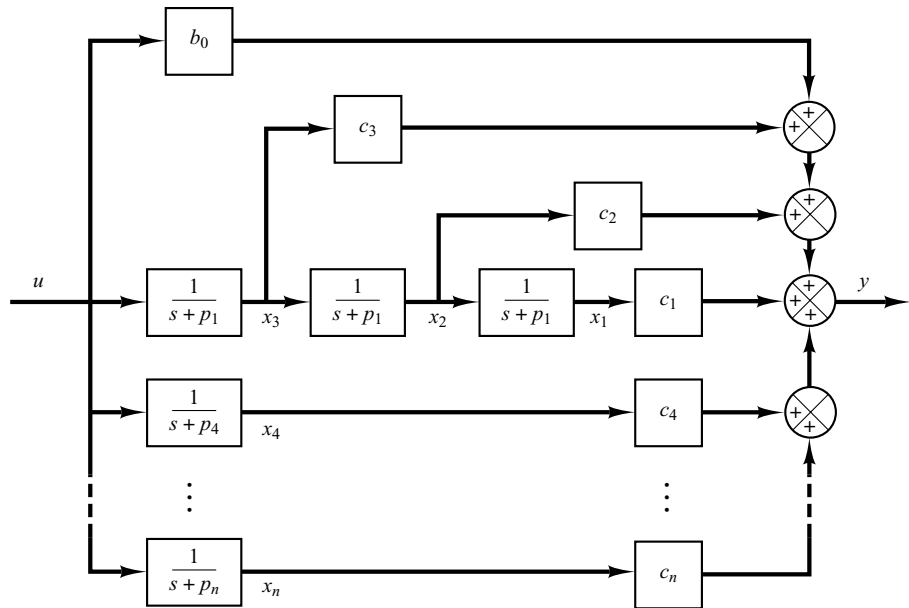 b₀
+
+
c₃
+
+
c₂
+
+
u
1
s + p₁
x₃
1
s + p₁
x₂
1
s + p₁
x₁
c₁
+
+
+
y
1
s + p₄
x₄
c₄
+
+
⋮
⋮
1
s + pₙ
xₙ
cₙ